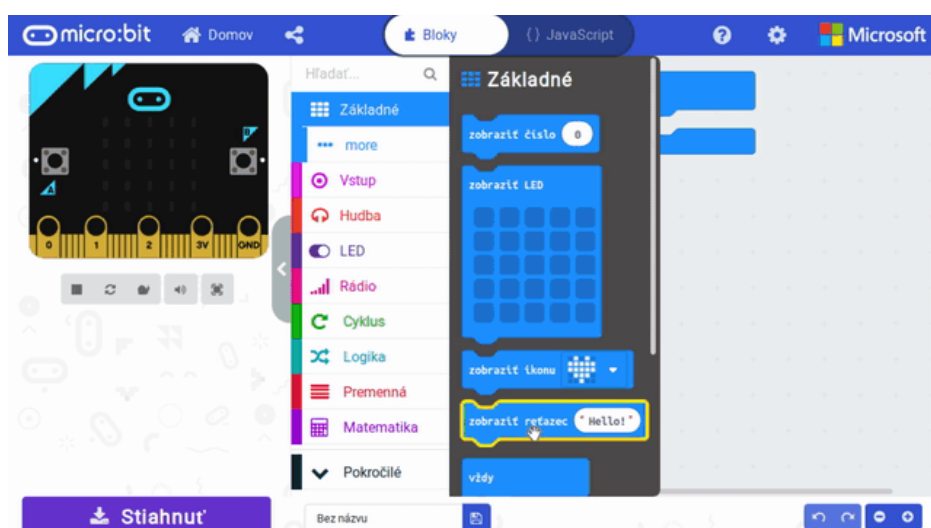 micro:bit
Domov
Bloky
{} JavaScript
Microsoft
Hľadať...
Základné
more
Vstup
Hudba
LED
Rádio
Cyklus
Logika
Premenná
Matematika
Pokročilé
Základné
zobraziť číslo 0
zobraziť LED
zobraziť ikonu
zobraziť reťazec "Hello!"
vždy
A
B
0 1 2 3V GND
Stiahnuť
Bez názvu